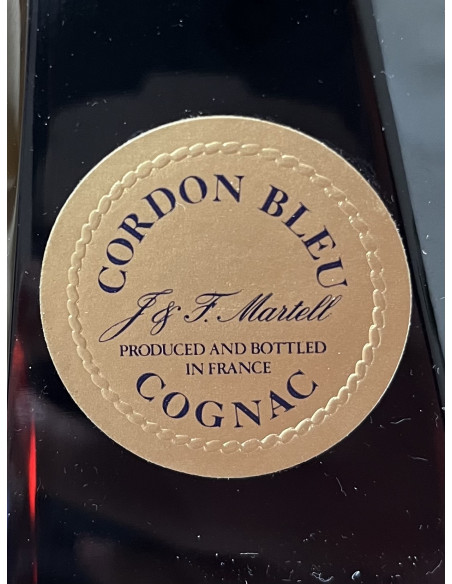 CORDON BLEU
J & F. Martell
PRODUCED AND BOTTLED
IN FRANCE
COGNAC